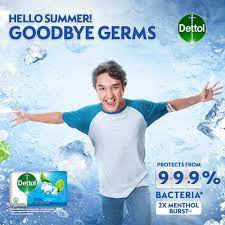 HELLO SUMMER!
GOODBYE GERMS
Dettol
PROTECTS FROM
99.9%
BACTERIA*
2X MENTHOL
BURST**
Dettol